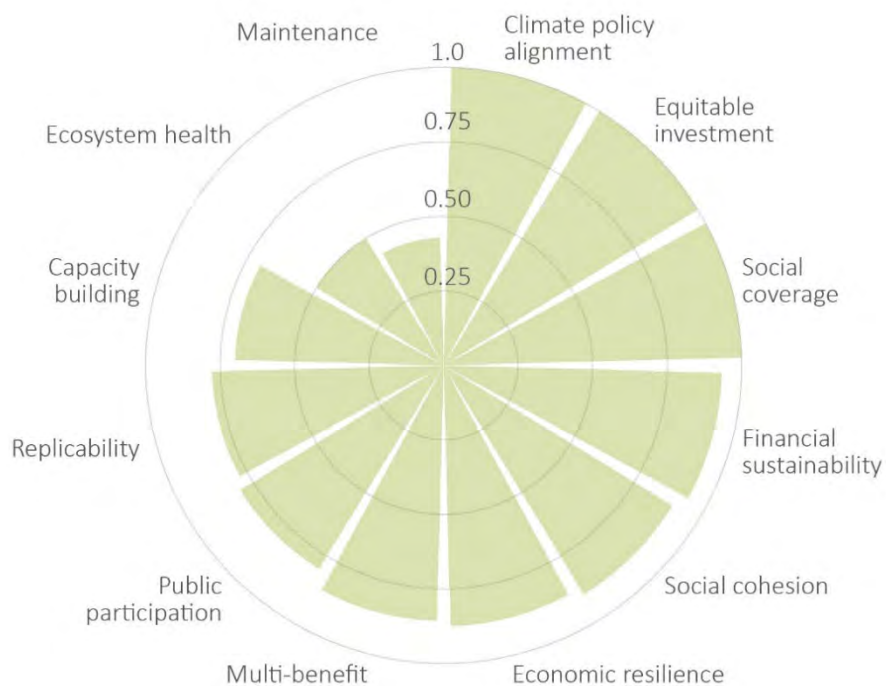 Maintenance
Climate policy
alignment
1.0
Equitable
investment
0.75
Ecosystem health
0.50
Capacity
building
0.25
Social
coverage
Replicability
Financial
sustainability
Public
participation
Social cohesion
Multi-benefit
Economic resilience